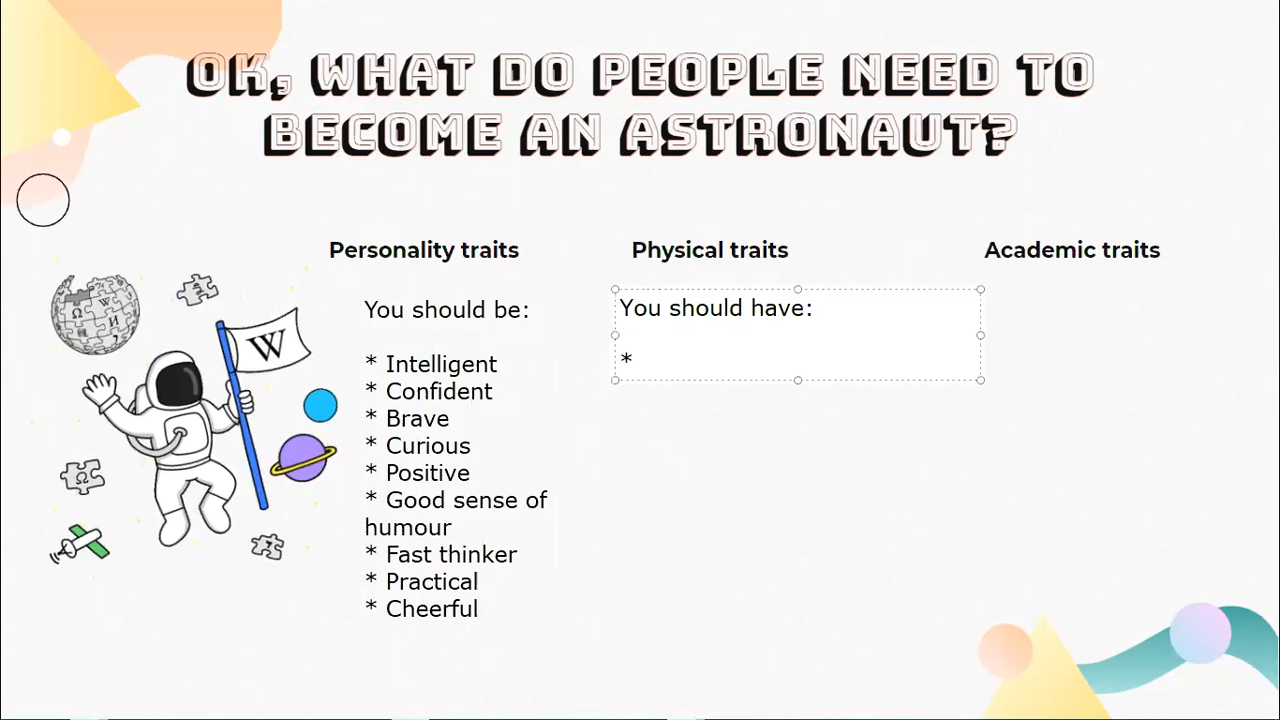 OK, WHAT DO PEOPLE NEED TO
BECOME AN ASTRONAUT?
Personality traits
You should be:
* Intelligent
* Confident
* Brave
* Curious
* Positive
* Good sense of
humour
* Fast thinker
* Practical
* Cheerful
Physical traits
You should have:
*
Academic traits
W
W
Ω
И
Ω